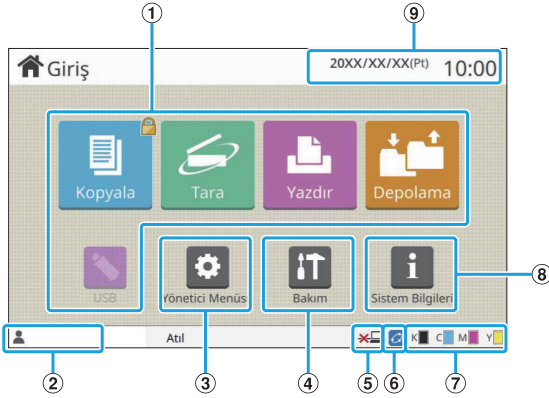 ① ⑨
Giriş 20XX/XX/XX(Pt) 10:00
Kopyala Tara Yazdır Depolama
USB Yönetici Menüs Bakım Sistem Bilgileri ⑧
Atıl K C M Y
② ③ ④ ⑤ ⑥ ⑦